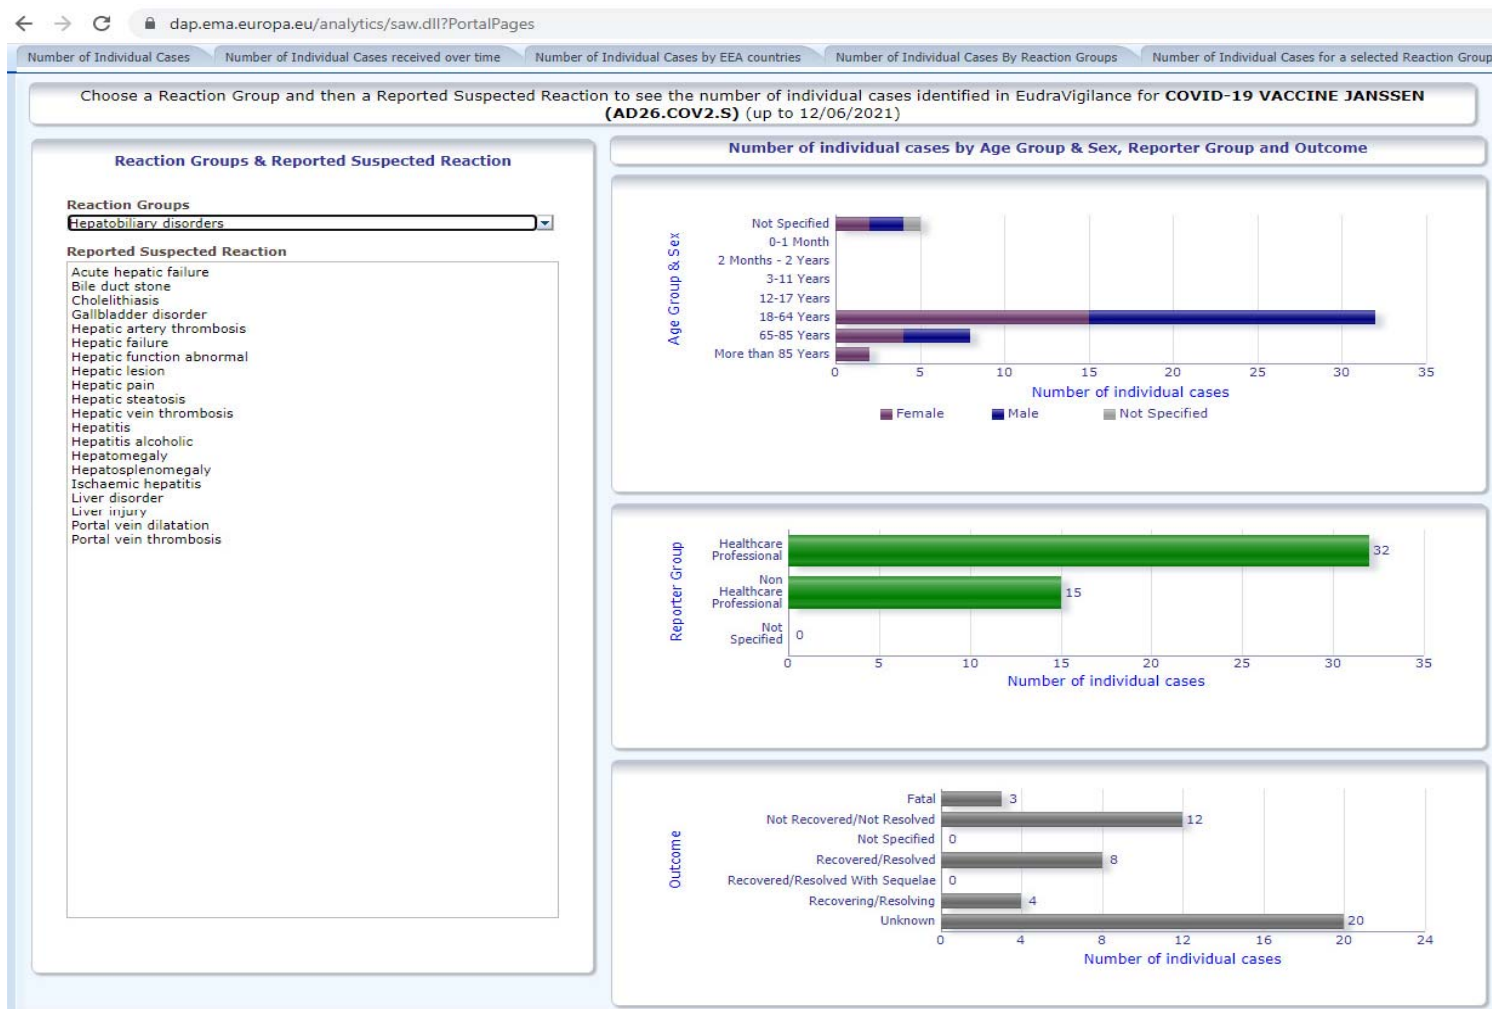 dap.ema.europa.eu/analytics/saw.dll?PortalPages
Number of Individual Cases
Number of Individual Cases received over time
Number of Individual Cases by EEA countries
Number of Individual Cases By Reaction Groups
Number of Individual Cases for a selected Reaction Group
Choose a Reaction Group and then a Reported Suspected Reaction to see the number of individual cases identified in EudraVigilance for COVID-19 VACCINE JANSSEN
(AD26.COV2.S) (up to 12/06/2021)
Reaction Groups & Reported Suspected Reaction
Reaction Groups
Hepatobiliary disorders
Reported Suspected Reaction
Acute hepatic failure
Bile duct stone
Cholelithiasis
Gallbladder disorder
Hepatic artery thrombosis
Hepatic failure
Hepatic function abnormal
Hepatic lesion
Hepatic pain
Hepatic steatosis
Hepatic vein thrombosis
Hepatitis
Hepatitis alcoholic
Hepatomegaly
Hepatosplenomegaly
Ischaemic hepatitis
Liver disorder
Liver injury
Portal vein dilatation
Portal vein thrombosis
Number of individual cases by Age Group & Sex, Reporter Group and Outcome
Age Group & Sex
Not Specified
0-1 Month
2 Months - 2 Years
3-11 Years
12-17 Years
18-64 Years
65-85 Years
More than 85 Years
0 5 10 15 20 25 30 35
Number of individual cases
Female Male Not Specified
Reporter Group
Healthcare
Professional
32
Non
Healthcare
Professional
15
Not
Specified
0
0 5 10 15 20 25 30 35
Number of individual cases
Outcome
Fatal 3
Not Recovered/Not Resolved 12
Not Specified 0
Recovered/Resolved 8
Recovered/Resolved With Sequelae 0
Recovering/Resolving 4
Unknown 20
0 4 8 12 16 20 24
Number of individual cases